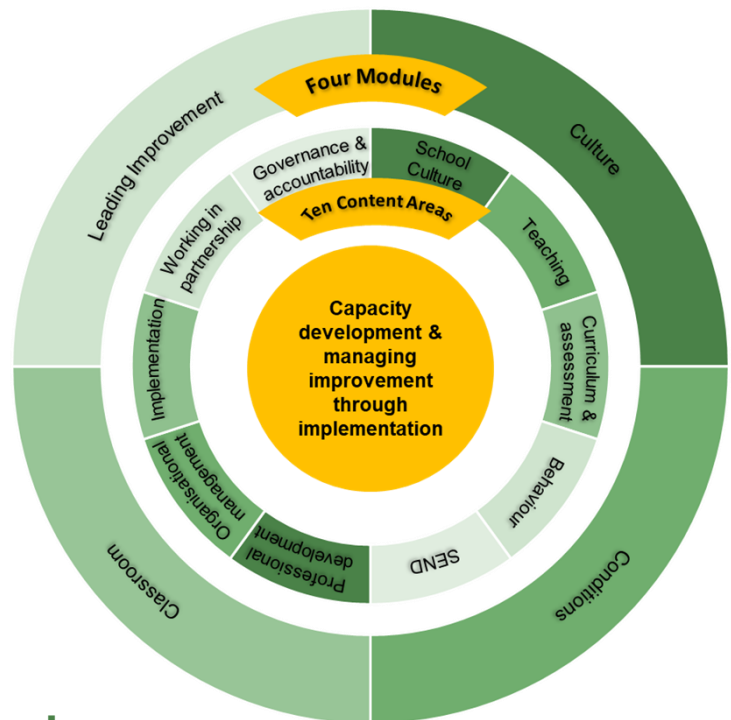 Four Modules
Culture
Conditions
Classroom
Leading Improvement
Ten Content Areas
School
Culture
Teaching
Curriculum &
assessment
Behaviour
SEND
Professional
development
Organisational
management
Implementation
Working in
partnership
Governance &
accountability
Capacity
development &
managing
improvement
through
implementation